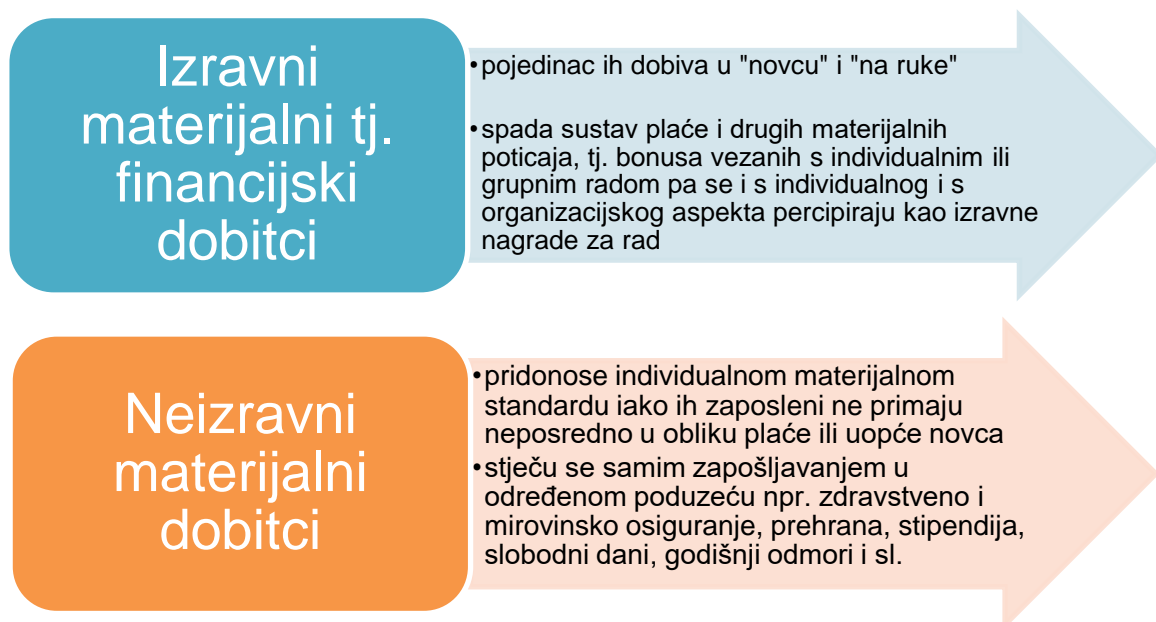 Izravni
materijalni tj.
financijski
dobitci
•pojedinac ih dobiva u "novcu" i "na ruke"
•spada sustav plaće i drugih materijalnih
poticaja, tj. bonusa vezanih s individualnim ili
grupnim radom pa se i s individualnog i s
organizacijskog aspekta percipiraju kao izravne
nagrade za rad
Neizravni
materijalni
dobitci
•pridonose individualnom materijalnom
standardu iako ih zaposleni ne primaju
neposredno u obliku plaće ili uopće novca
•stječu se samim zapošljavanjem u
određenom poduzeću npr. zdravstveno i
mirovinsko osiguranje, prehrana, stipendija,
slobodni dani, godišnji odmori i sl.